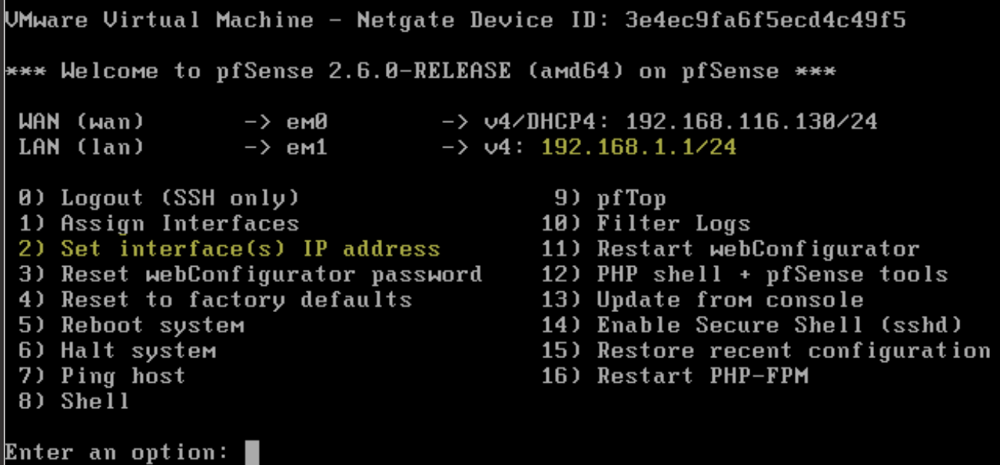 VMware Virtual Machine - Netgate Device ID: 3e4ec9fa6f5ecd4c49f5
*** Welcome to pfSense 2.6.0-RELEASE (amd64) on pfSense ***
WAN (wan) -> em0 -> v4/DHCP4: 192.168.116.130/24
LAN (lan) -> em1 -> v4: 192.168.1.1/24
0) Logout (SSH only) 9) pfTop
1) Assign Interfaces 10) Filter Logs
2) Set interface(s) IP address 11) Restart webConfigurator
3) Reset webConfigurator password 12) PHP shell + pfSense tools
4) Reset to factory defaults 13) Update from console
5) Reboot system 14) Enable Secure Shell (sshd)
6) Halt system 15) Restore recent configuration
7) Ping host 16) Restart PHP-FPM
8) Shell
Enter an option: